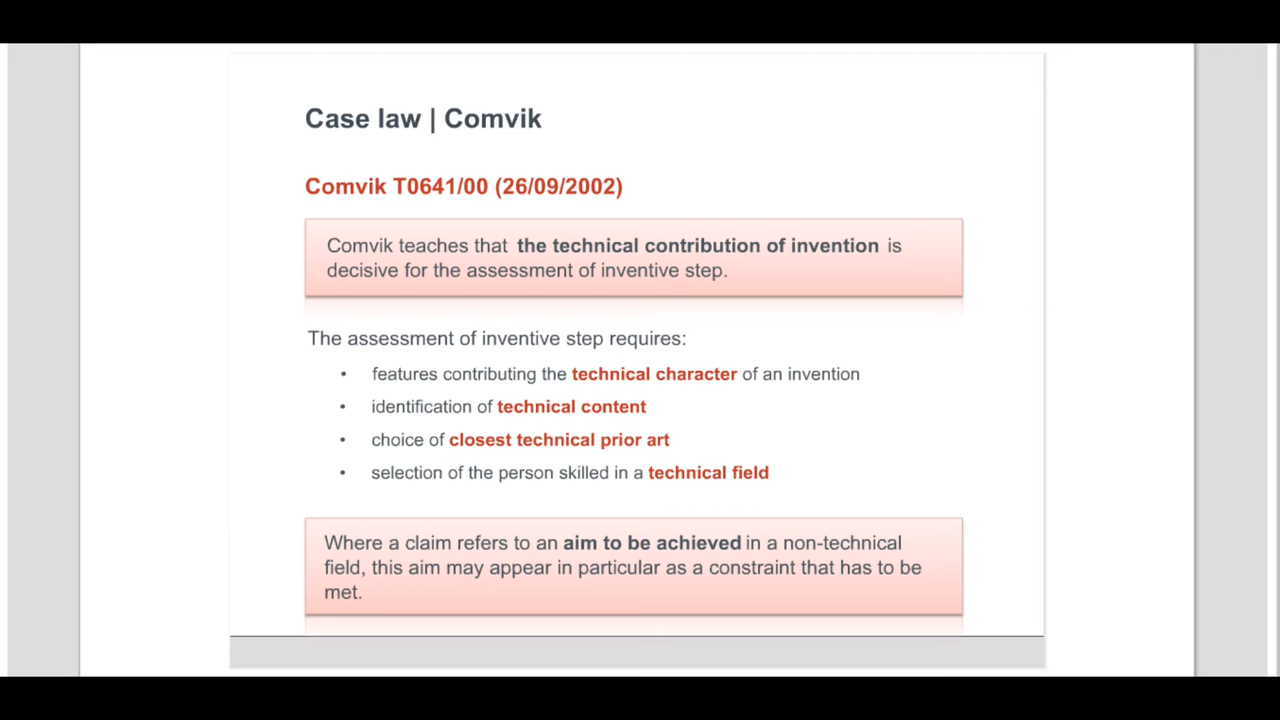 Case law | Comvik
Comvik T0641/00 (26/09/2002)
Comvik teaches that the technical contribution of invention is
decisive for the assessment of inventive step.
The assessment of inventive step requires:
• features contributing the technical character of an invention
• identification of technical content
• choice of closest technical prior art
• selection of the person skilled in a technical field
Where a claim refers to an aim to be achieved in a non-technical
field, this aim may appear in particular as a constraint that has to be
met.